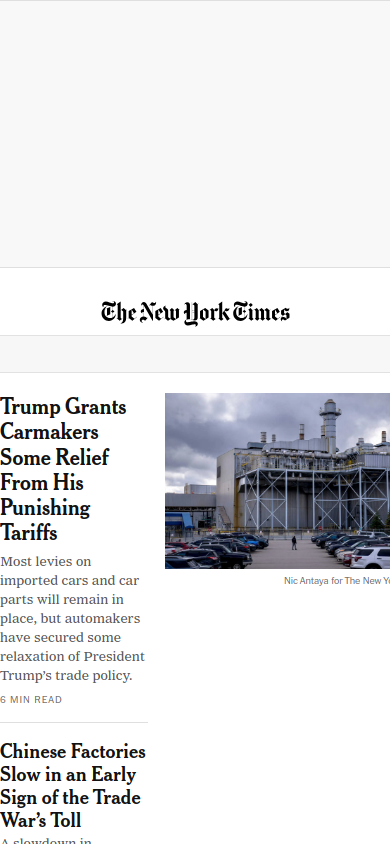 The New York Times
Trump Grants
Carmakers
Some Relief
From His
Punishing
Tariffs
Most levies on
imported cars and car
parts will remain in
place, but automakers
have secured some
relaxation of President
Trump's trade policy.
6 MIN READ
Nic Antaya for The New Yo
Chinese Factories
Slow in an Early
Sign of the Trade
War's Toll
A slowdown in